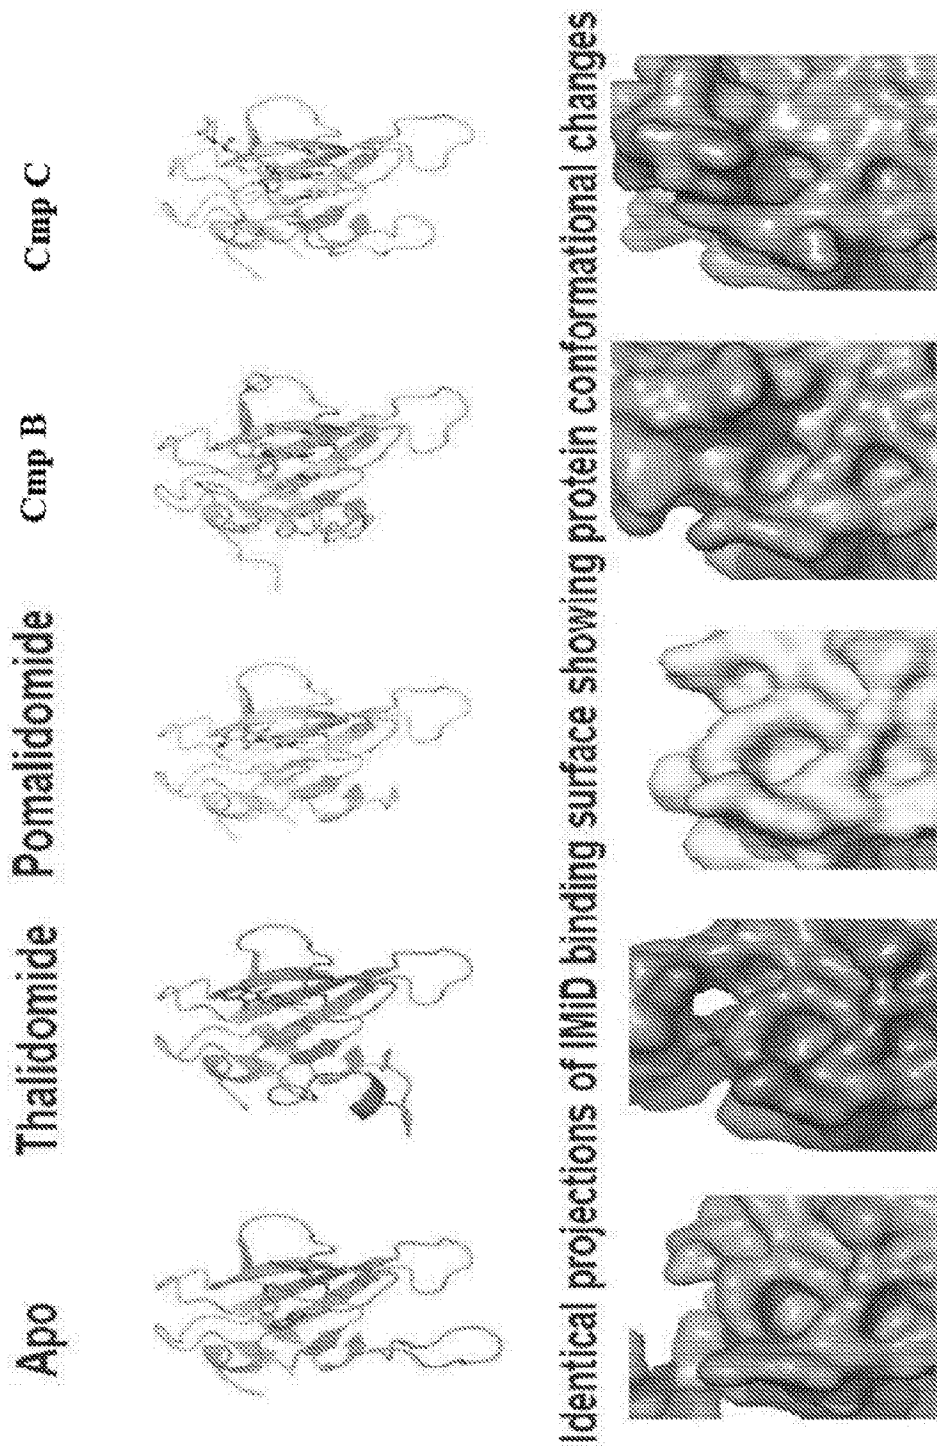 Apo
Thalidomide
Pomalidomide
Cmp B
Cmp C
Identical projections of IMiD binding surface showing protein conformational changes